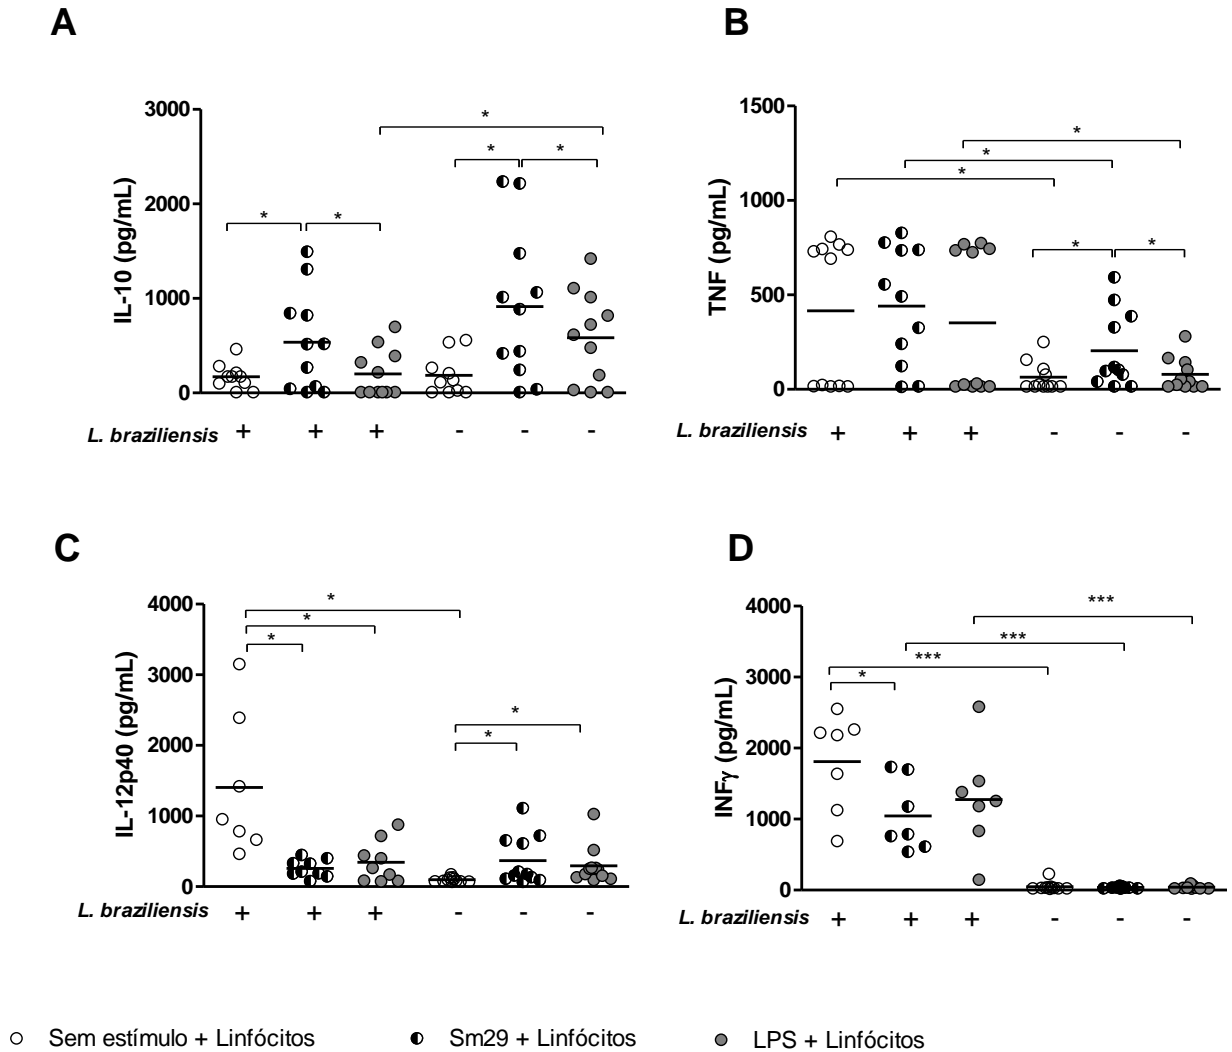 A
B
IL-10 (pg/mL)
3000
2000
1000
0
*
*
*
*
*
L. braziliensis + + + - - -
TNF (pg/mL)
1500
1000
500
0
*
*
*
*
*
L. braziliensis + + + - - -
C
D
IL-12p40 (pg/mL)
4000
3000
2000
1000
0
*
*
*
*
*
L. braziliensis + + + - - -
INFγ (pg/mL)
4000
3000
2000
1000
0
***
***
***
*
L. braziliensis + + + - - -
Sem estímulo + Linfócitos
Sm29 + Linfócitos
LPS + Linfócitos